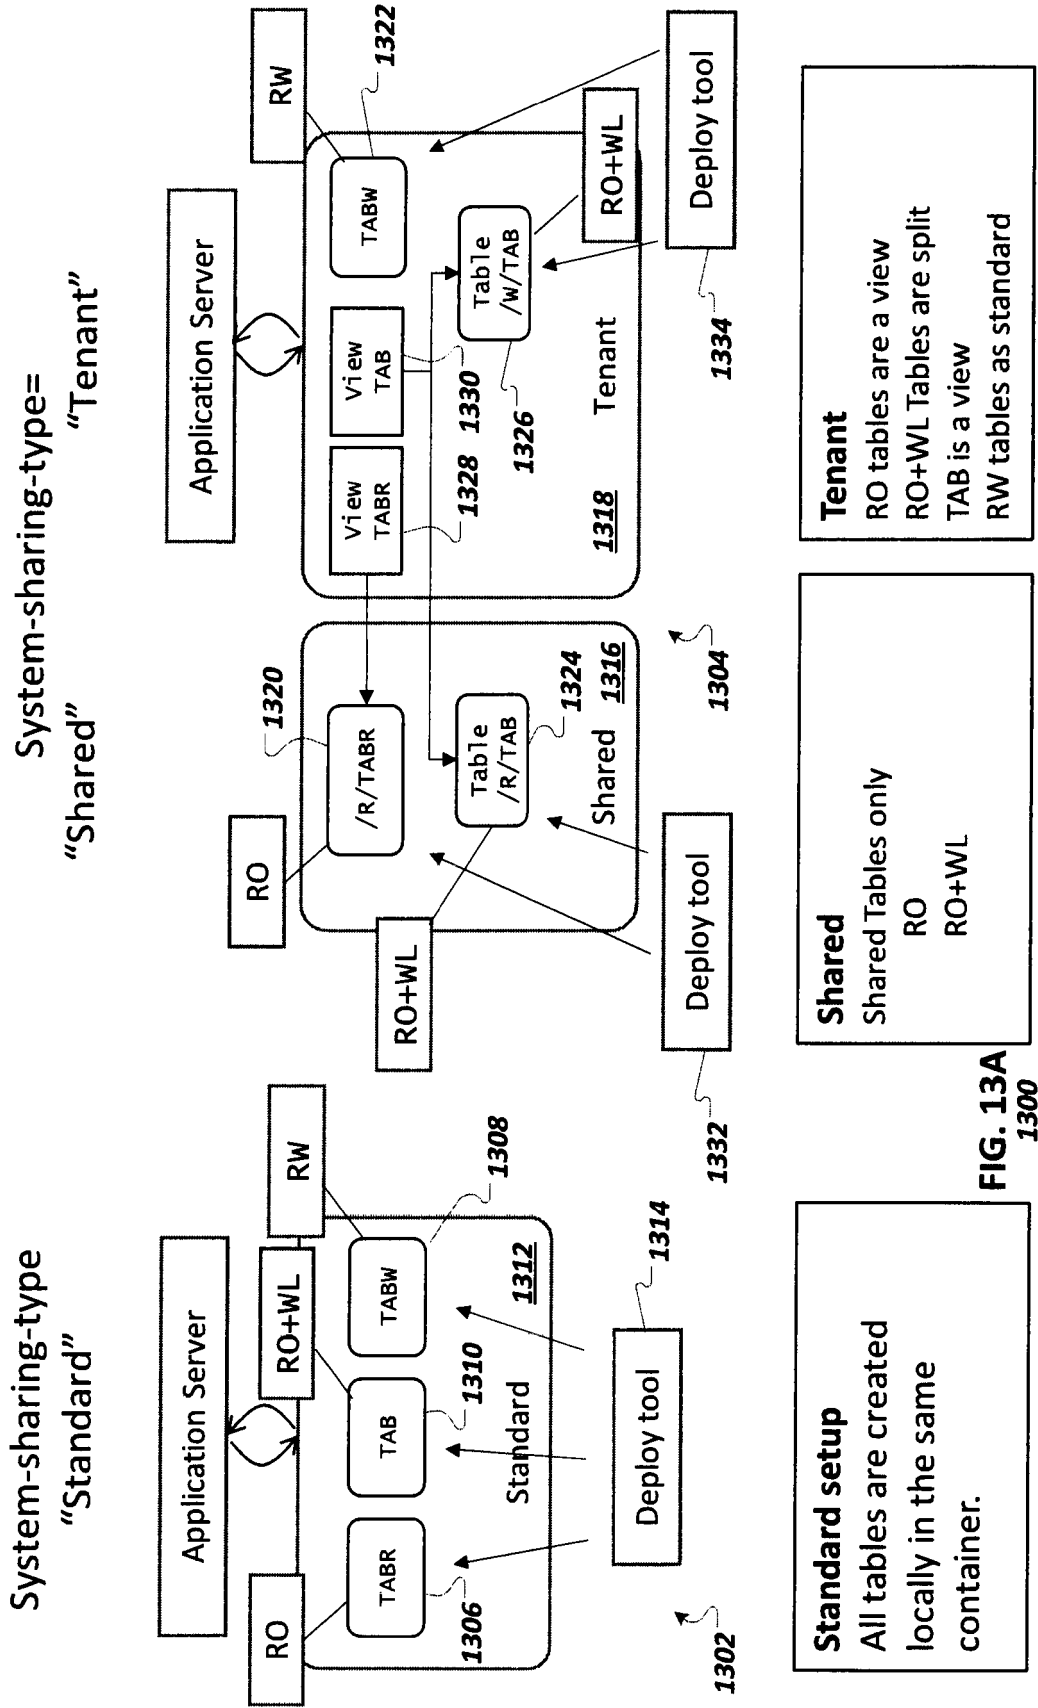 System-sharing-type
"Standard"
Application Server
RO
RO+WL
RW
TABR
TAB
TABW
1306
1310
1308
Standard
1312
Deploy tool
1314
1302
Standard setup
All tables are created
locally in the same
container.
System-sharing-type=
"Shared"
"Tenant"
RO
1320
/R/TABR
RO+WL
Table
/R/TAB
1324
Shared
1316
Deploy tool
1332
1304
Shared
Shared Tables only
RO
RO+WL
Application Server
RW
View
TABR
View
TAB
TABW
1322
1328
1330
Table
/W/TAB
1326
RO+WL
1318
Tenant
Deploy tool
1334
Tenant
RO tables are a view
RO+WL Tables are split
TAB is a view
RW tables as standard
FIG. 13A
1300